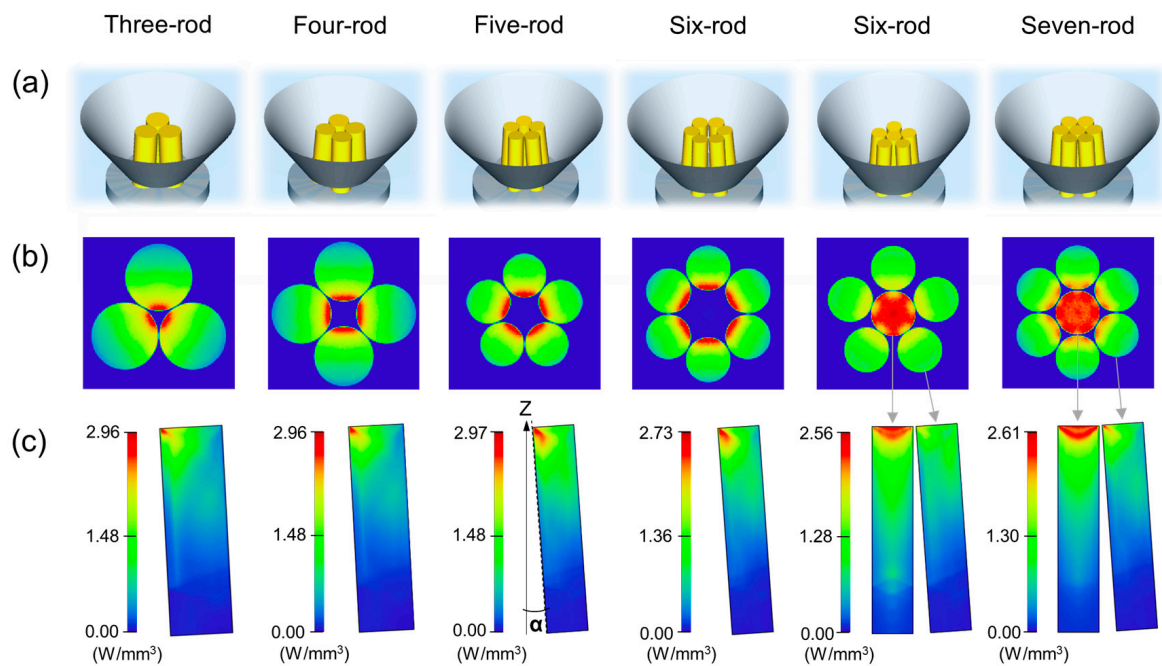 Three-rod Four-rod Five-rod Six-rod Six-rod Seven-rod
(a)
(b)
(c)
Z
2.96 2.96 2.97 2.73 2.56 2.61
1.48 1.48 1.48 1.36 1.28 1.30
α
0.00 0.00 0.00 0.00 0.00 0.00
(W/mm³) (W/mm³) (W/mm³) (W/mm³) (W/mm³) (W/mm³)